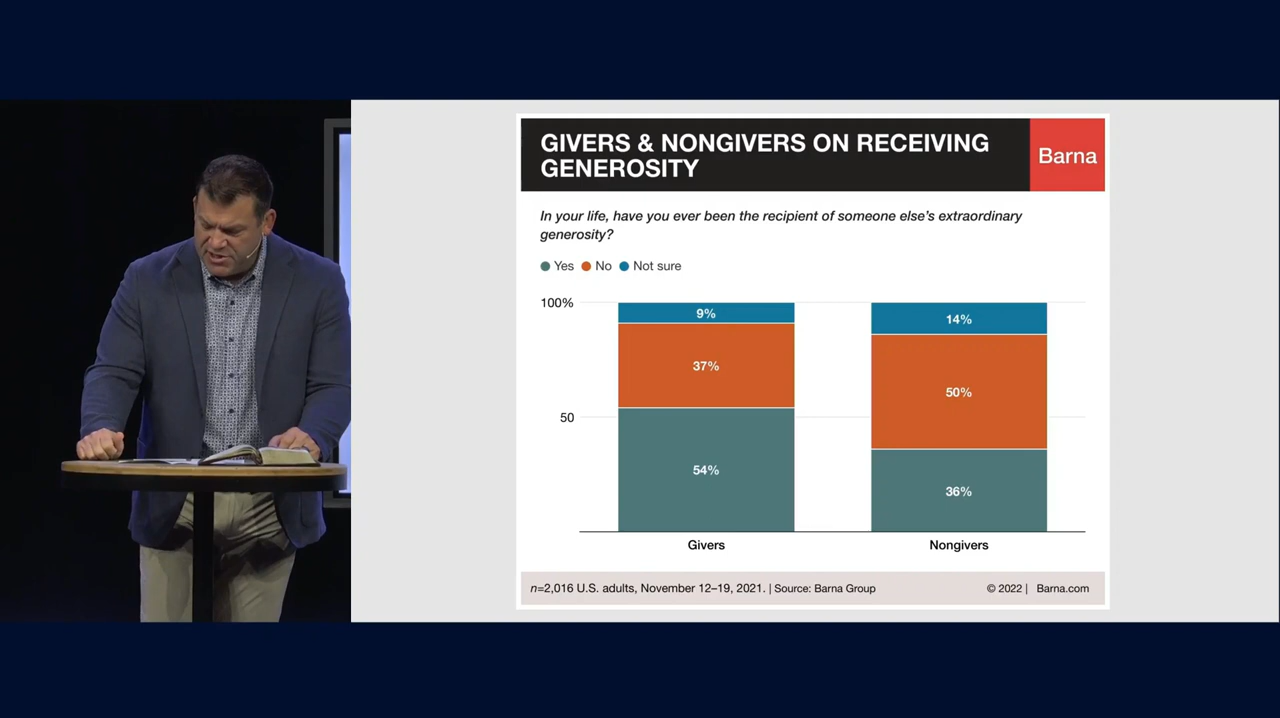 GIVERS & NONGIVERS ON RECEIVING
GENEROSITY
Barna
In your life, have you ever been the recipient of someone else's extraordinary
generosity?
Yes No Not sure
100%
9%
14%
37%
50%
50
54%
36%
Givers Nongivers
n=2,016 U.S. adults, November 12–19, 2021. | Source: Barna Group © 2022 | Barna.com